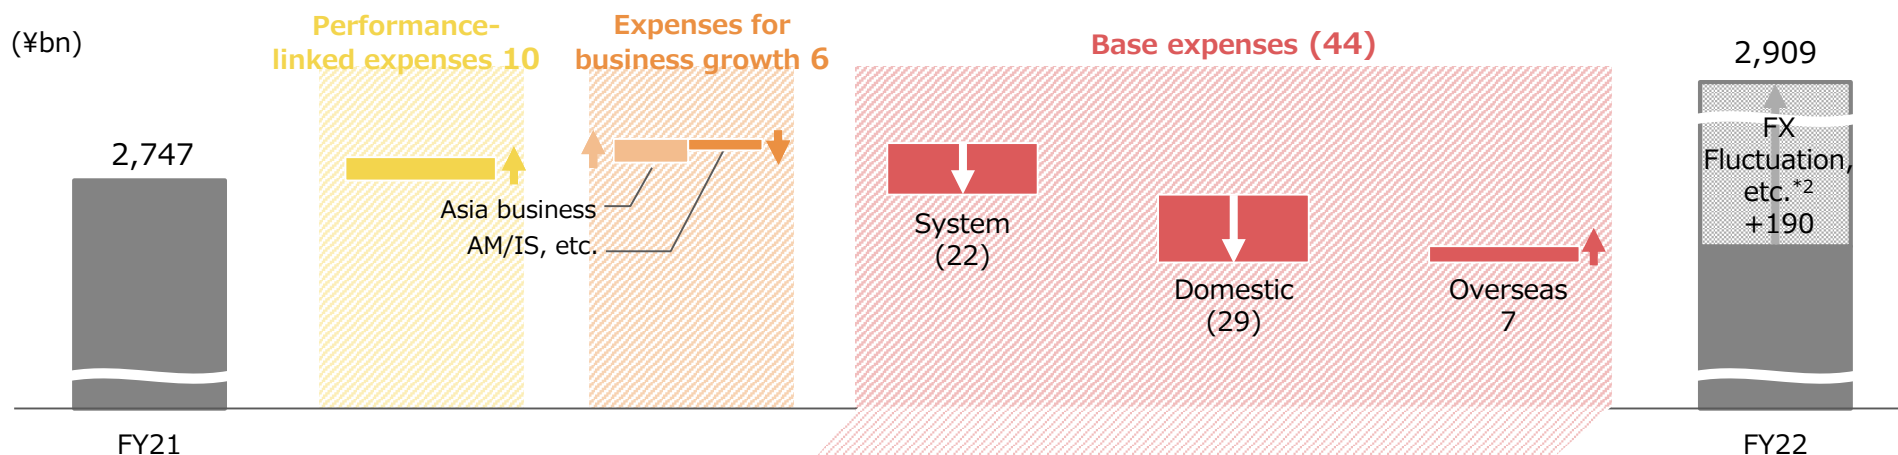 (¥bn)
Performance-
linked expenses 10
Expenses for
business growth 6
Base expenses (44)
2,747
2,909
Asia business
AM/IS, etc.
System
(22)
Domestic
(29)
Overseas
7
FX
Fluctuation,
etc.*2
+190
FY21
FY22